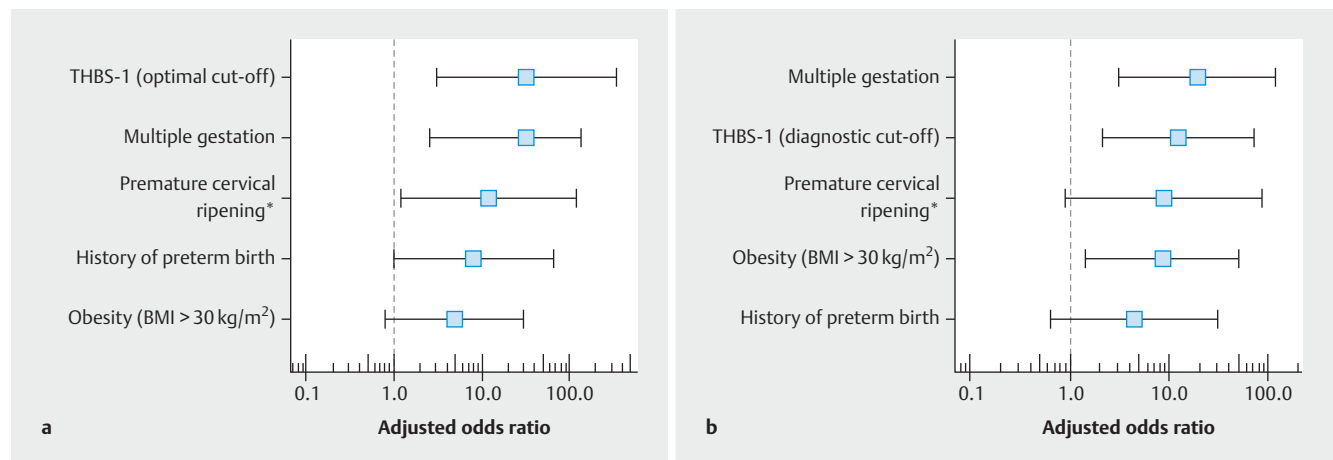 THBS-1 (optimal cut-off)
Multiple gestation
Premature cervical
ripening*
History of preterm birth
Obesity (BMI > 30 kg/m²)
0.1 1.0 10.0 100.0
Adjusted odds ratio
a
Multiple gestation
THBS-1 (diagnostic cut-off)
Premature cervical
ripening*
Obesity (BMI > 30 kg/m²)
History of preterm birth
0.1 1.0 10.0 100.0
Adjusted odds ratio
b